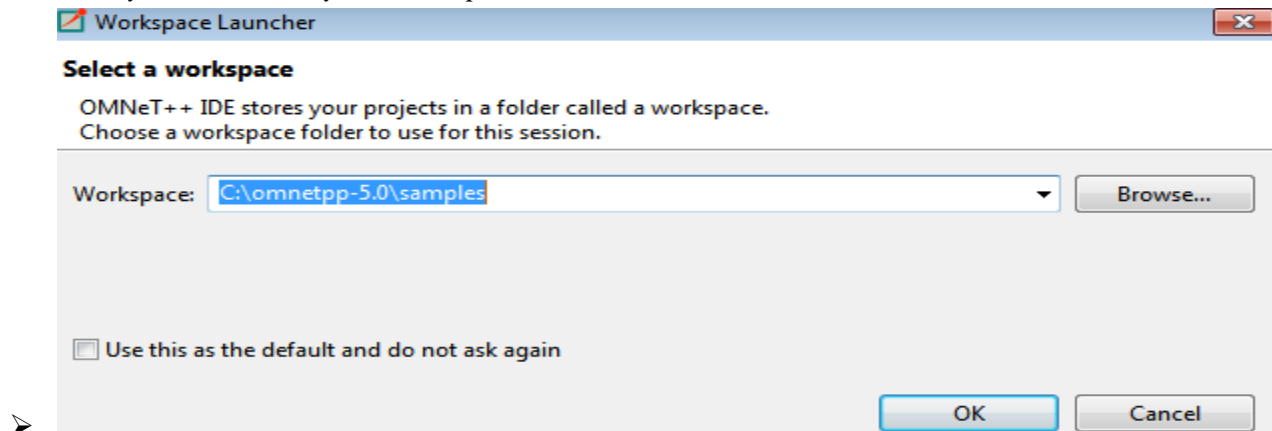 Workspace Launcher
Select a workspace
OMNeT++ IDE stores your projects in a folder called a workspace.
Choose a workspace folder to use for this session.
Workspace: C:\omnetpp-5.0\samples Browse...
Use this as the default and do not ask again
OK Cancel